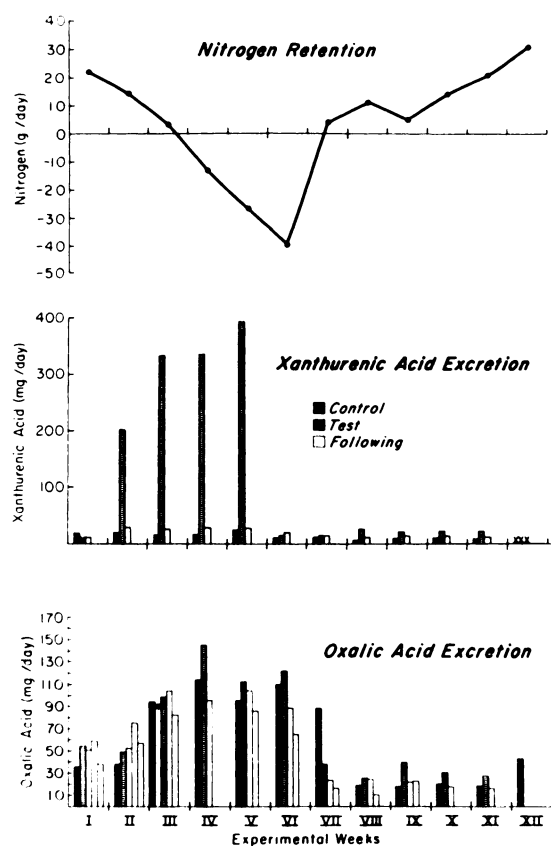 Nitrogen Retention
Nitrogen (g /day)
40
30
20
10
0
-10
-20
-30
-40
-50
Xanthurenic Acid Excretion
Xanthurenic Acid (mg /day)
400
300
200
100
Control
Test
Following
Oxalic Acid Excretion
Oxalic Acid (mg /day)
170
150
130
110
90
70
50
30
10
I II III IV V VI VII VIII IX X XI XII
Experimental Weeks